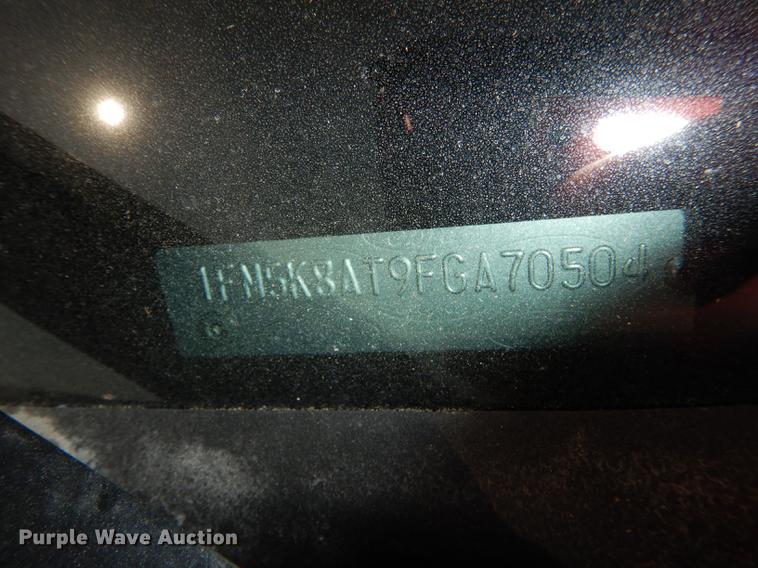 1FM5K8AT9FGA70504
Purple Wave Auction